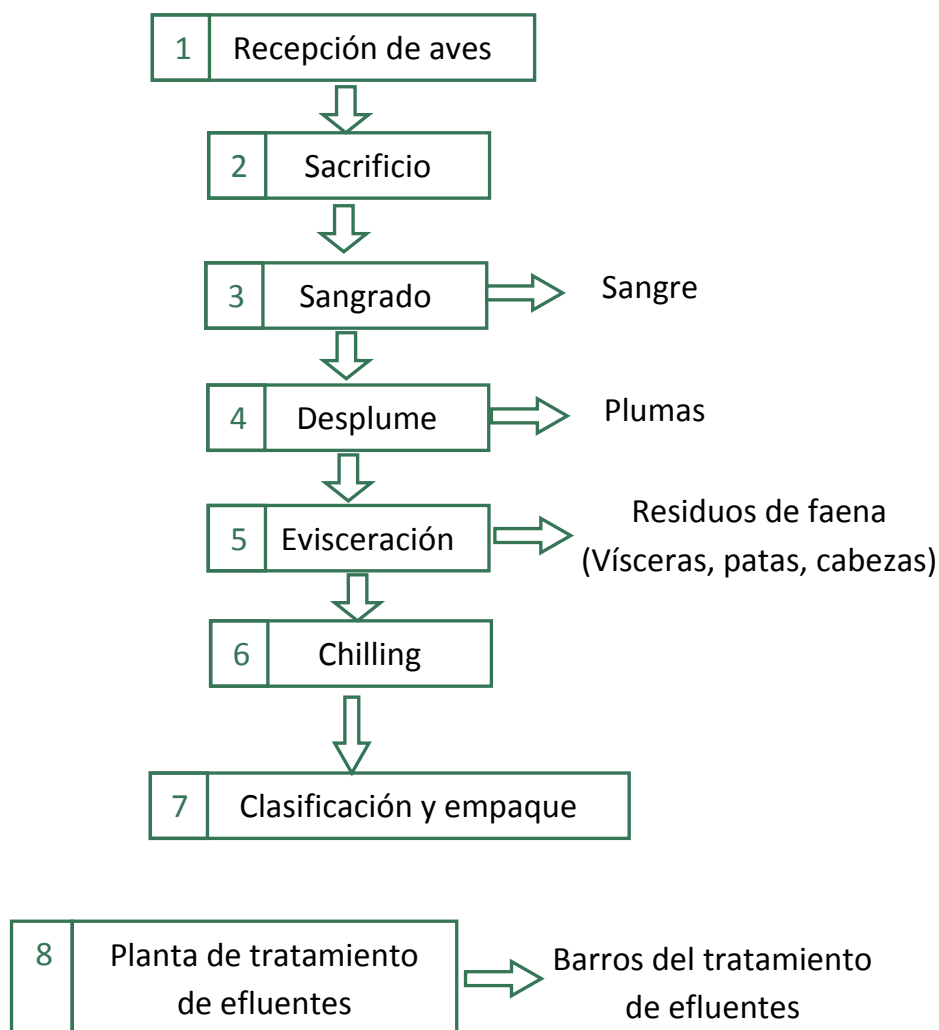 1 Recepción de aves
2 Sacrificio
3 Sangrado
Sangre
4 Desplume
Plumas
5 Evisceración
Residuos de faena
(Vísceras, patas, cabezas)
6 Chilling
7 Clasificación y empaque
8 Planta de tratamiento
de efluentes
Barros del tratamiento
de efluentes